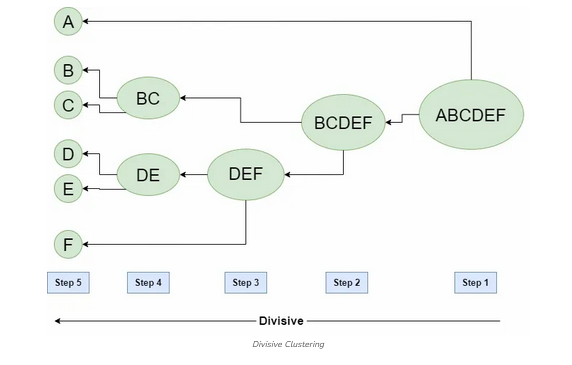 A
B
C
BC
BCDEF
ABCDEF
D
E
DE
DEF
F
Step 5
Step 4
Step 3
Step 2
Step 1
Divisive
Divisive Clustering